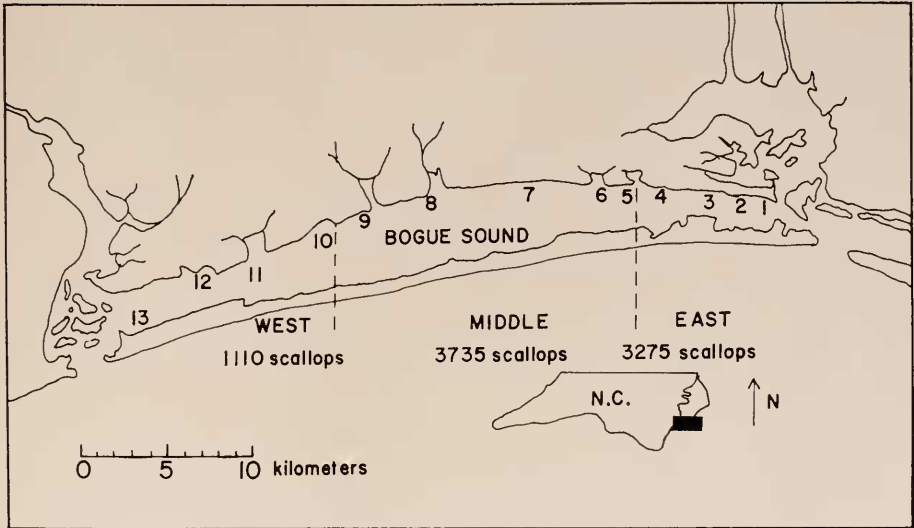 7
6 5 4 3 2 1
8
9
10 BOGUE SOUND
11
12
13
WEST MIDDLE EAST
1110 scallops 3735 scallops 3275 scallops
N.C. N
0 5 10 kilometers